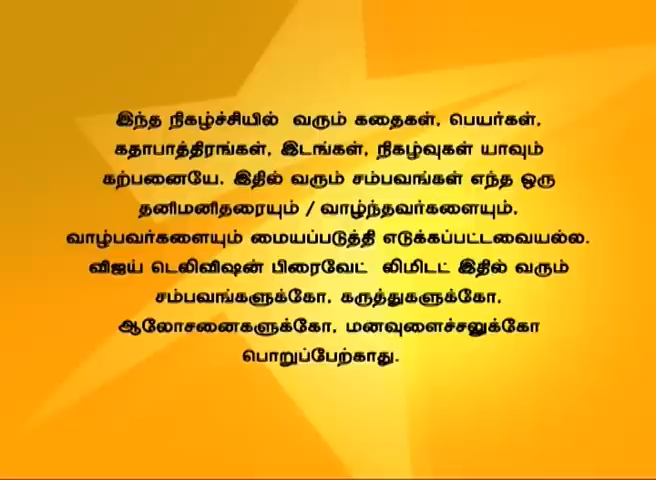 இந்த நிகழ்ச்சியில் வரும் கதைகள், பெயர்கள்,
கதாபாத்திரங்கள், இடங்கள், நிகழ்வுகள் யாவும்
கற்பனையே. இதில் வரும் சம்பவங்கள் எந்த ஒரு
தனிமனிதரையும் / வாழ்ந்தவர்களையும்,
வாழ்பவர்களையும் மையப்படுத்தி எடுக்கப்பட்டவையல்ல.
விஜய் டெலிவிஷன் பிரைவேட் லிமிடட் இதில் வரும்
சம்பவங்களுக்கோ, கருத்துகளுக்கோ,
ஆலோசனைகளுக்கோ, மனவுளைச்சலுக்கோ
பொறுப்பேற்காது.